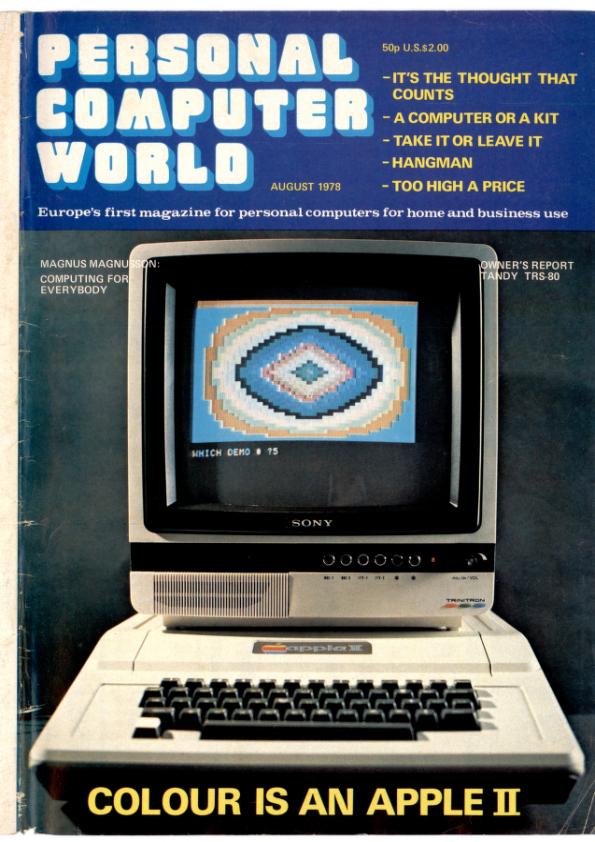 PERSONAL
COMPUTER
WORLD
AUGUST 1978
50p U.S.$2.00
- IT'S THE THOUGHT THAT
COUNTS
- A COMPUTER OR A KIT
- TAKE IT OR LEAVE IT
- HANGMAN
- TOO HIGH A PRICE
Europe's first magazine for personal computers for home and business use
MAGNUS MAGNUSSON:
COMPUTING FOR
EVERYBODY
OWNER'S REPORT
TANDY TRS-80
WHICH DEMO # ?5
SONY
TRINITRON
apple II
COLOUR IS AN APPLE II